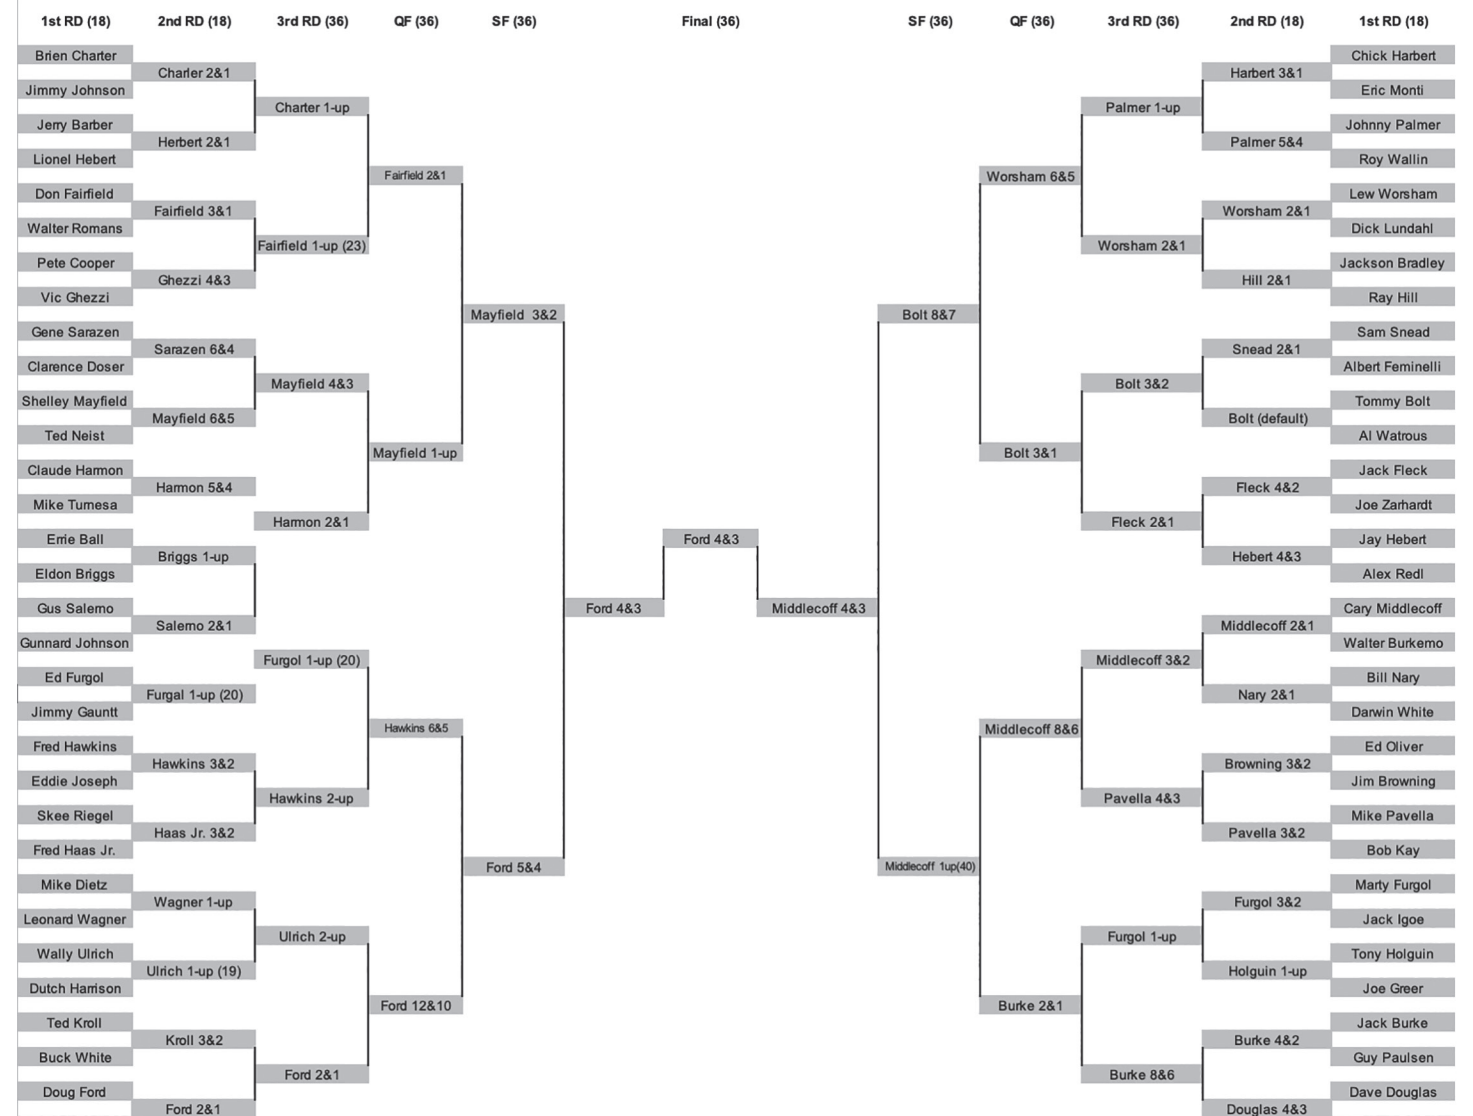 1st RD (18)
2nd RD (18)
3rd RD (36)
QF (36)
SF (36)
Final (36)
SF (36)
QF (36)
3rd RD (36)
2nd RD (18)
1st RD (18)
Brien Charter
Jimmy Johnson
Jerry Barber
Lionel Hebert
Don Fairfield
Walter Romans
Pete Cooper
Vic Ghezzi
Gene Sarazen
Clarence Doser
Shelley Mayfield
Ted Neist
Claude Harmon
Mike Turnesa
Errie Ball
Eldon Briggs
Gus Salerno
Gunnard Johnson
Ed Furgol
Jimmy Gauntt
Fred Hawkins
Eddie Joseph
Skee Riegel
Fred Haas Jr.
Mike Dietz
Leonard Wagner
Wally Ulrich
Dutch Harrison
Ted Kroll
Buck White
Doug Ford
Charler 2&1
Herbert 2&1
Fairfield 3&1
Ghezzi 4&3
Sarazen 6&4
Mayfield 6&5
Harmon 5&4
Briggs 1-up
Salerno 2&1
Furgal 1-up (20)
Hawkins 3&2
Haas Jr. 3&2
Wagner 1-up
Ulrich 1-up (19)
Kroll 3&2
Ford 2&1
Charter 1-up
Fairfield 1-up (23)
Mayfield 4&3
Harmon 2&1
Furgol 1-up (20)
Hawkins 2-up
Ulrich 2-up
Ford 2&1
Fairfield 2&1
Mayfield 1-up
Hawkins 6&5
Ford 12&10
Mayfield 3&2
Ford 5&4
Ford 4&3
Ford 4&3
Middlecoff 4&3
Bolt 8&7
Middlecoff 1up(40)
Worsham 6&5
Bolt 3&1
Middlecoff 8&6
Burke 2&1
Palmer 1-up
Worsham 2&1
Bolt 3&2
Fleck 2&1
Middlecoff 3&2
Pavella 4&3
Furgol 1-up
Burke 8&6
Harbert 3&1
Palmer 5&4
Worsham 2&1
Hill 2&1
Snead 2&1
Bolt (default)
Fleck 4&2
Hebert 4&3
Middlecoff 2&1
Nary 2&1
Browning 3&2
Pavella 3&2
Furgol 3&2
Holguin 1-up
Burke 4&2
Douglas 4&3
Chick Harbert
Eric Monti
Johnny Palmer
Roy Wallin
Lew Worsham
Dick Lundahl
Jackson Bradley
Ray Hill
Sam Snead
Albert Feminelli
Tommy Bolt
Al Watrous
Jack Fleck
Joe Zarhardt
Jay Hebert
Alex Redl
Cary Middlecoff
Walter Burkemo
Bill Nary
Darwin White
Ed Oliver
Jim Browning
Mike Pavella
Bob Kay
Marty Furgol
Jack Igoe
Tony Holguin
Joe Greer
Jack Burke
Guy Paulsen
Dave Douglas